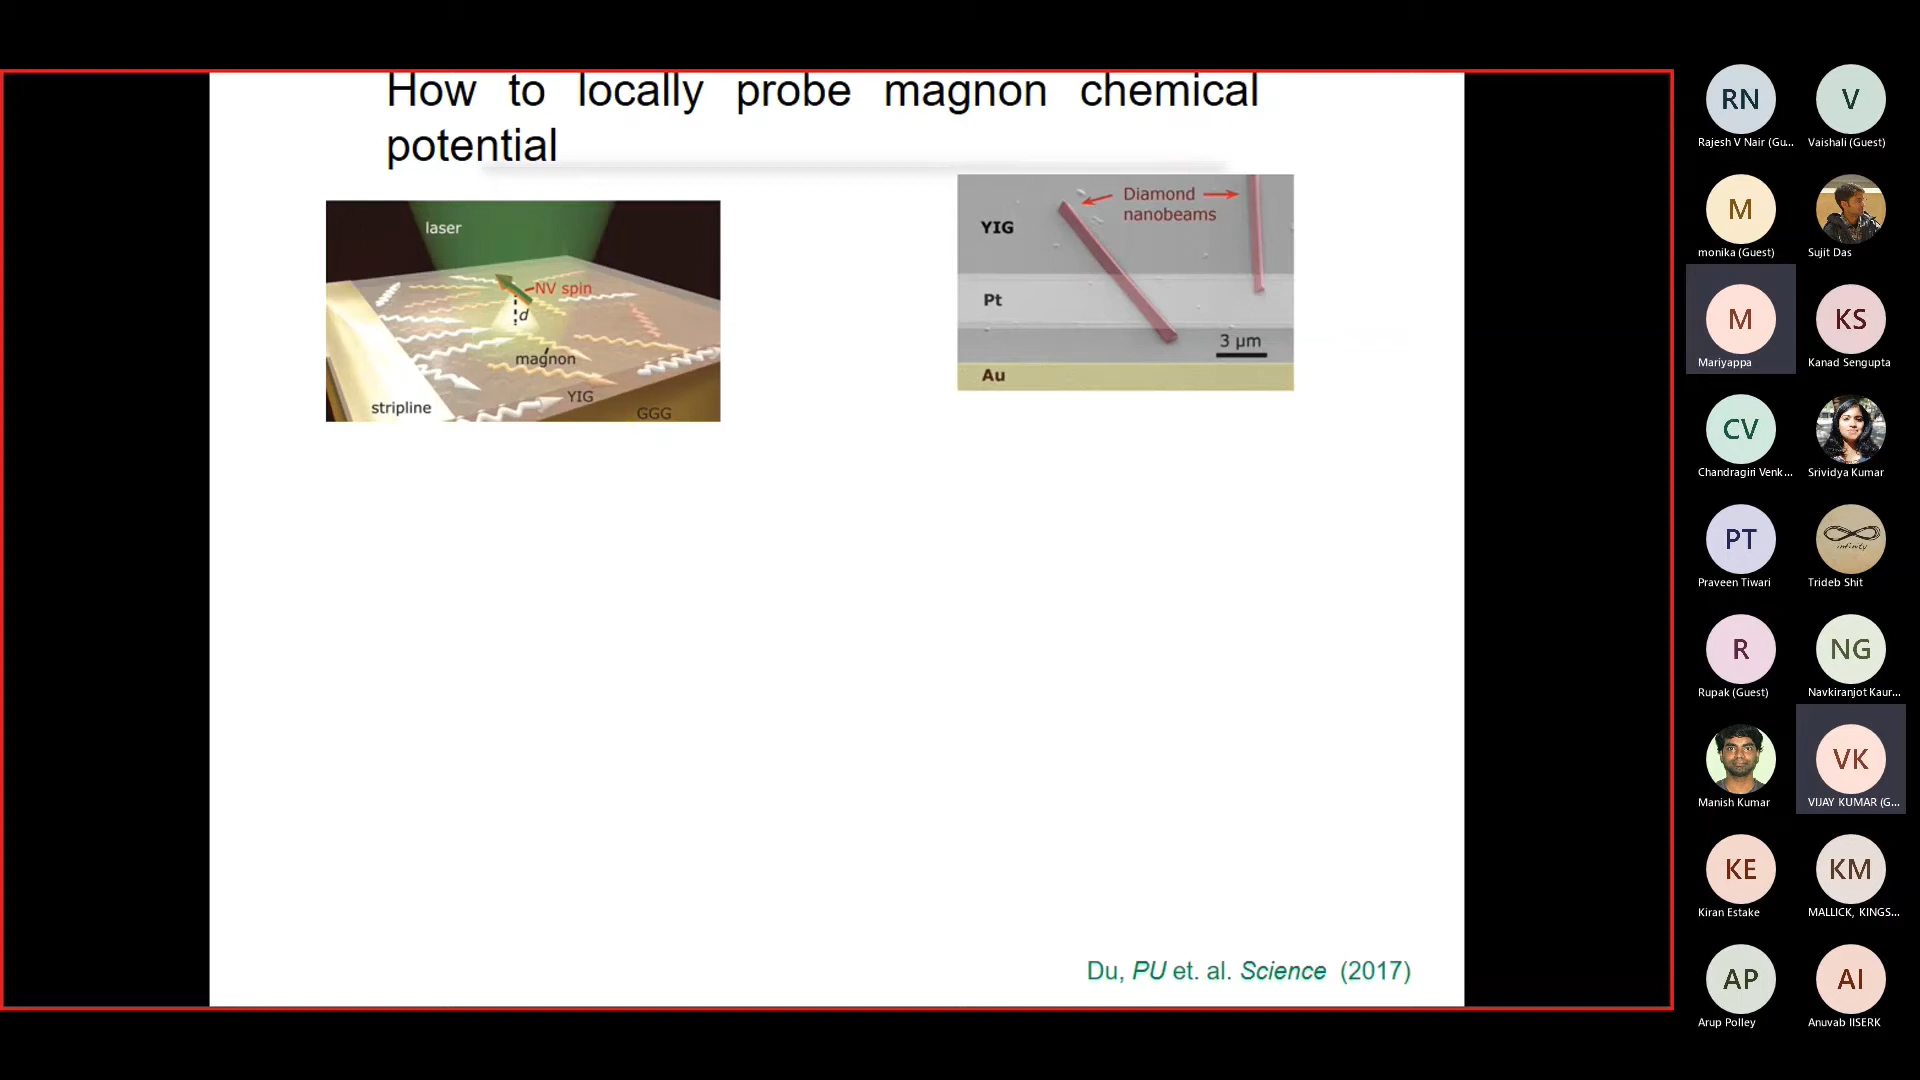 How to locally probe magnon chemical
potential
laser
NV spin
d
magnon
YIG
stripline
GGG
Diamond
nanobeams
YIG
Pt
3 µm
Au
Du, PU et. al. Science (2017)
RN
Rajesh V Nair (Gu...
V
Vaishali (Guest)
M
monika (Guest)
Sujit Das
M
Mariyappa
KS
Kanad Sengupta
CV
Chandragiri Venk...
Srividya Kumar
PT
Praveen Tiwari
infinity
Trideb Shit
R
Rupak (Guest)
NG
Navkiranjot Kaur...
Manish Kumar
VK
VIJAY KUMAR (G...
KE
Kiran Estake
KM
MALLICK, KINGS...
AP
Arup Polley
AI
Anuvab IISERK